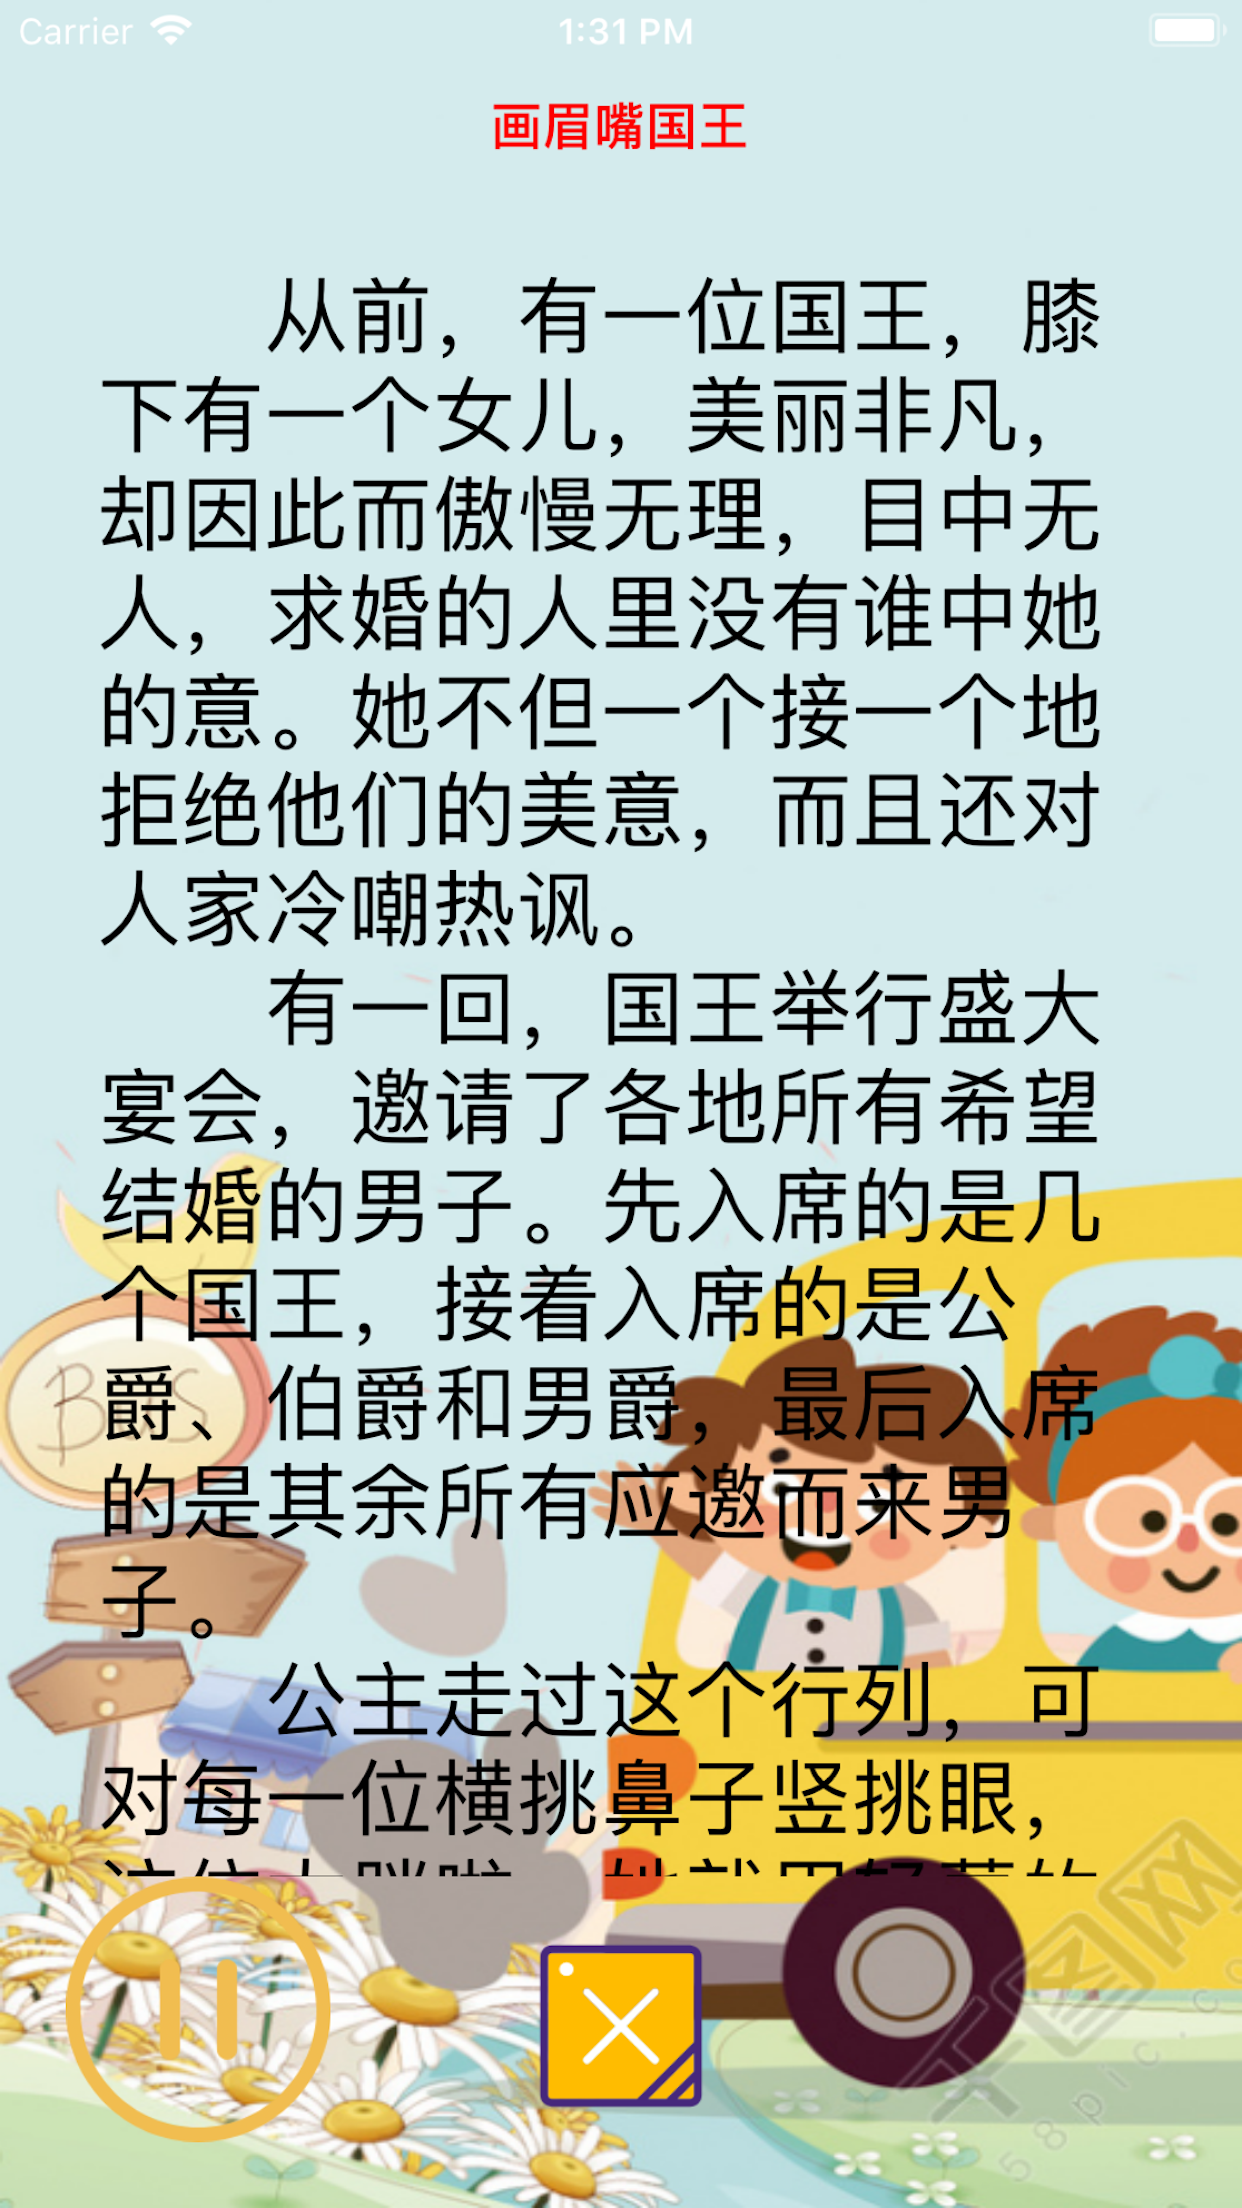 Carrier
1:31 PM
画眉嘴国王
从前，有一位国王，膝
下有一个女儿，美丽非凡，
却因此而傲慢无理，目中无
人，求婚的人里没有谁中她
的意。她不但一个接一个地
拒绝他们的美意，而且还对
人家冷嘲热讽。
有一回，国王举行盛大
宴会，邀请了各地所有希望
结婚的男子。先入席的是几
个国王，接着入席的是公
爵、伯爵和男爵，最后入席
的是其余所有应邀而来男
子。
公主走过这个行列，可
对每一位横挑鼻子竖挑眼，
BUS
千图网
58pic.c